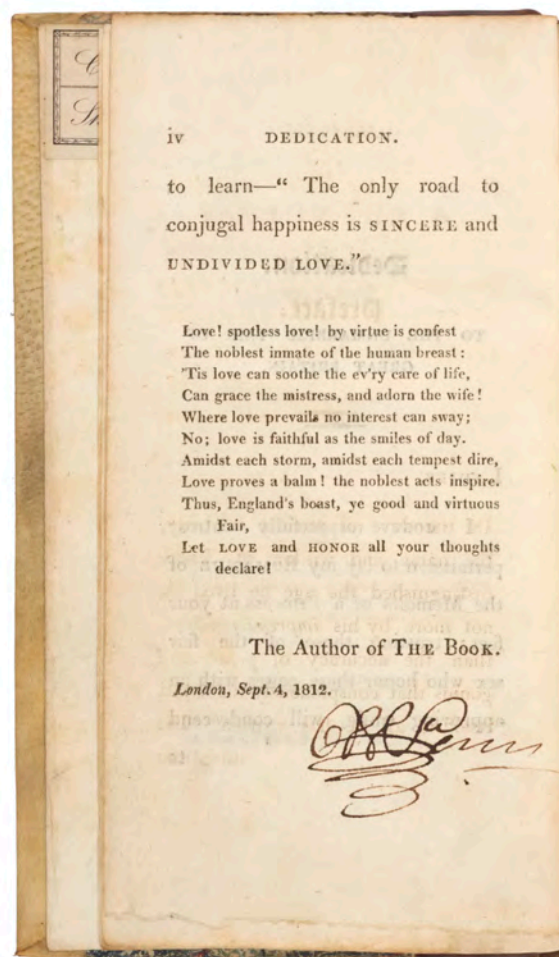 iv DEDICATION.
to learn—“ The only road to
conjugal happiness is SINCERE and
UNDIVIDED LOVE.”
Love! spotless love! by virtue is confest
The noblest inmate of the human breast :
'Tis love can soothe the ev'ry care of life,
Can grace the mistress, and adorn the wife !
Where love prevails no interest can sway;
No; love is faithful as the smiles of day.
Amidst each storm, amidst each tempest dire,
Love proves a balm ! the noblest acts inspire.
Thus, England's boast, ye good and virtuous
Fair,
Let LOVE and HONOR all your thoughts
declare!
The Author of THE BOOK.
London, Sept. 4, 1812.